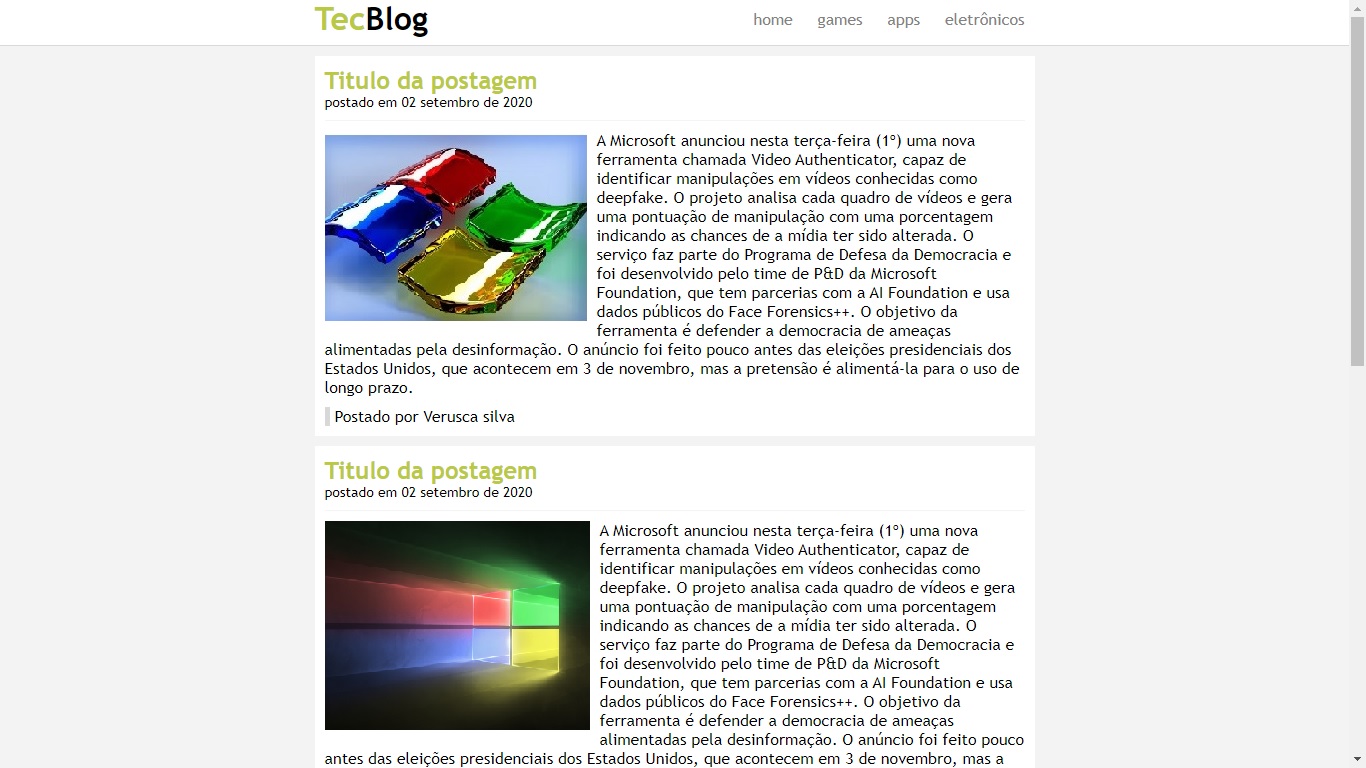 TecBlog
home games apps eletrônicos
Titulo da postagem
postado em 02 setembro de 2020
A Microsoft anunciou nesta terça-feira (1º) uma nova
ferramenta chamada Video Authenticator, capaz de
identificar manipulações em vídeos conhecidas como
deepfake. O projeto analisa cada quadro de vídeos e gera
uma pontuação de manipulação com uma porcentagem
indicando as chances de a mídia ter sido alterada. O
serviço faz parte do Programa de Defesa da Democracia e
foi desenvolvido pelo time de P&D da Microsoft
Foundation, que tem parcerias com a AI Foundation e usa
dados públicos do Face Forensics++. O objetivo da
ferramenta é defender a democracia de ameaças
alimentadas pela desinformação. O anúncio foi feito pouco antes das eleições presidenciais dos
Estados Unidos, que acontecem em 3 de novembro, mas a pretensão é alimentá-la para o uso de
longo prazo.
Postado por Verusca silva
Titulo da postagem
postado em 02 setembro de 2020
A Microsoft anunciou nesta terça-feira (1º) uma nova
ferramenta chamada Video Authenticator, capaz de
identificar manipulações em vídeos conhecidas como
deepfake. O projeto analisa cada quadro de vídeos e gera
uma pontuação de manipulação com uma porcentagem
indicando as chances de a mídia ter sido alterada. O
serviço faz parte do Programa de Defesa da Democracia e
foi desenvolvido pelo time de P&D da Microsoft
Foundation, que tem parcerias com a AI Foundation e usa
dados públicos do Face Forensics++. O objetivo da
ferramenta é defender a democracia de ameaças
alimentadas pela desinformação. O anúncio foi feito pouco
antes das eleições presidenciais dos Estados Unidos, que acontecem em 3 de novembro, mas a